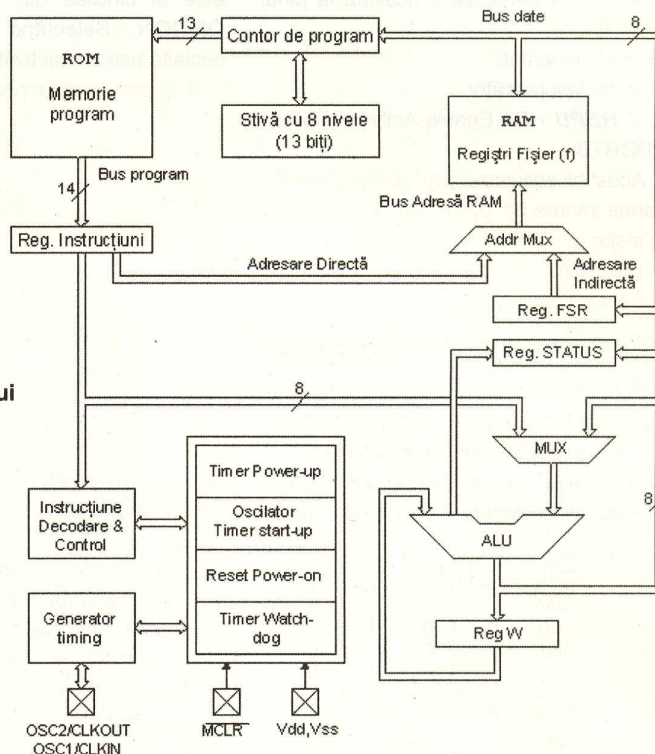 13
Bus date
8
ROM
Memorie
program
Contor de program
Stivă cu 8 nivele
(13 biți)
RAM
Regiștri Fișier (f)
14
Bus program
Bus Adresă RAM
Reg. Instrucțiuni
Addr Mux
Adresare Directă
Adresare
Indirectă
Reg. FSR
Reg. STATUS
ui
8
MUX
8
Instrucțiune
Decodare &
Control
Timer Power-up
Oscilator
Timer start-up
Reset Power-on
Timer Watch-
dog
ALU
Generator
timing
Reg W
OSC2/CLKOUT
OSC1/CLKIN
MCLR
Vdd,Vss